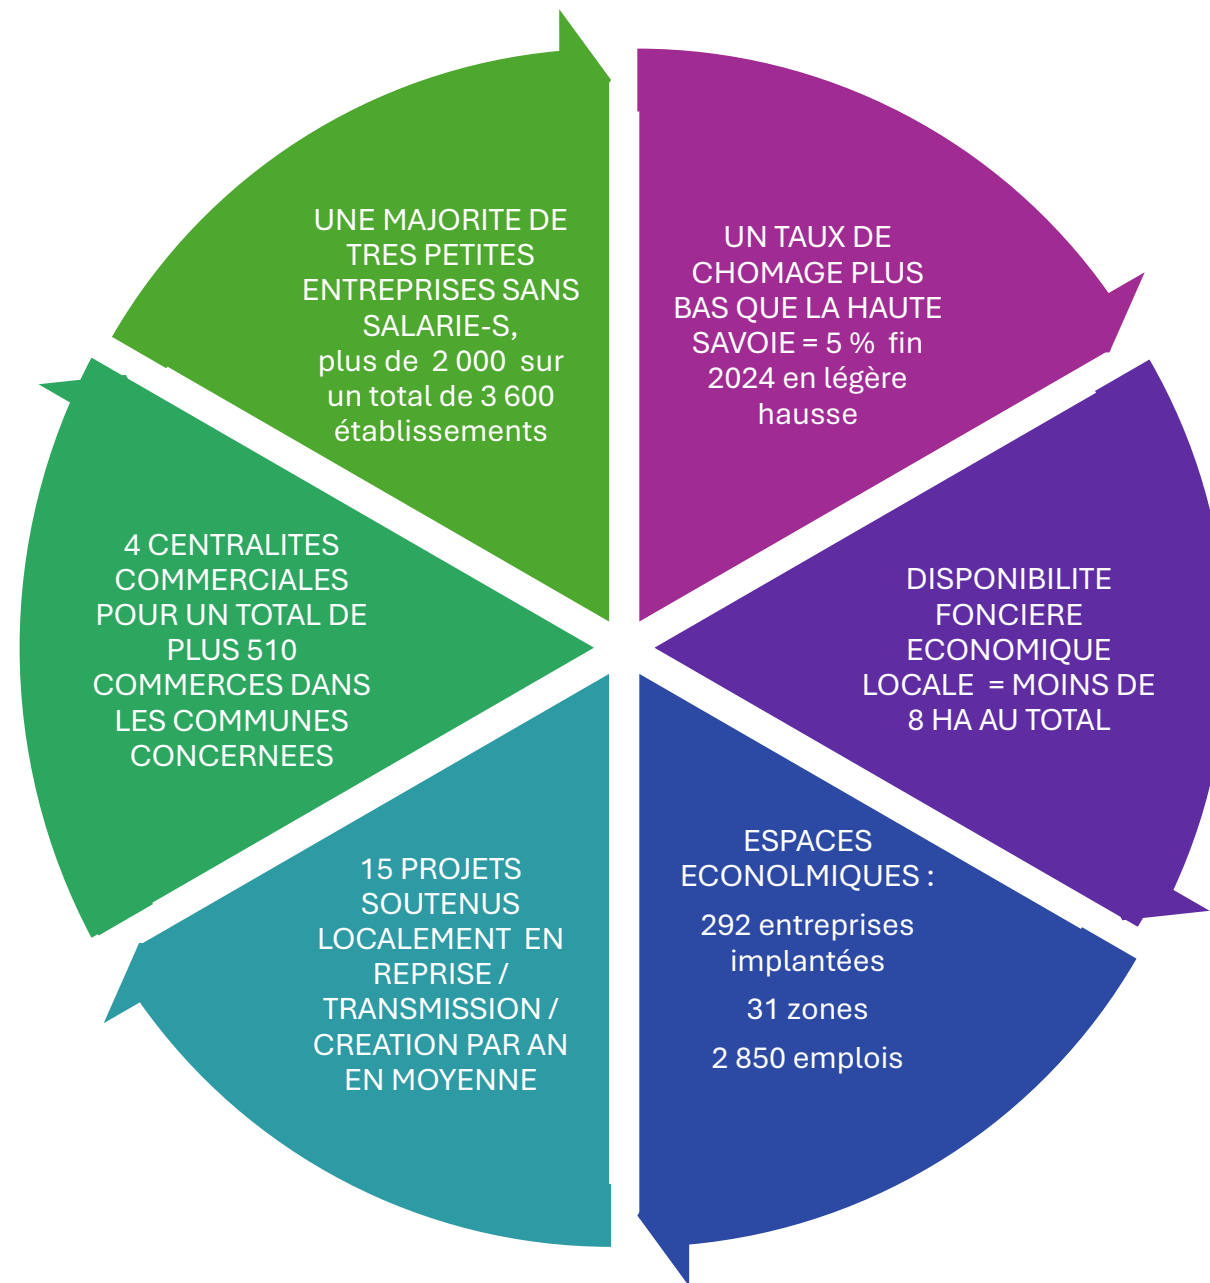 UNE MAJORITE DE
TRES PETITES
ENTREPRISES SANS
SALARIE-S,
plus de 2 000 sur
un total de 3 600
établissements
UN TAUX DE
CHOMAGE PLUS
BAS QUE LA HAUTE
SAVOIE = 5 % fin
2024 en légère
hausse
4 CENTRALITES
COMMERCIALES
POUR UN TOTAL DE
PLUS 510
COMMERCES DANS
LES COMMUNES
CONCERNEES
DISPONIBILITE
FONCIERE
ECONOMIQUE
LOCALE = MOINS DE
8 HA AU TOTAL
15 PROJETS
SOUTENUS
LOCALEMENT EN
REPRISE /
TRANSMISSION /
CREATION PAR AN
EN MOYENNE
ESPACES
ECONOLMIQUES :
292 entreprises
implantées
31 zones
2 850 emplois